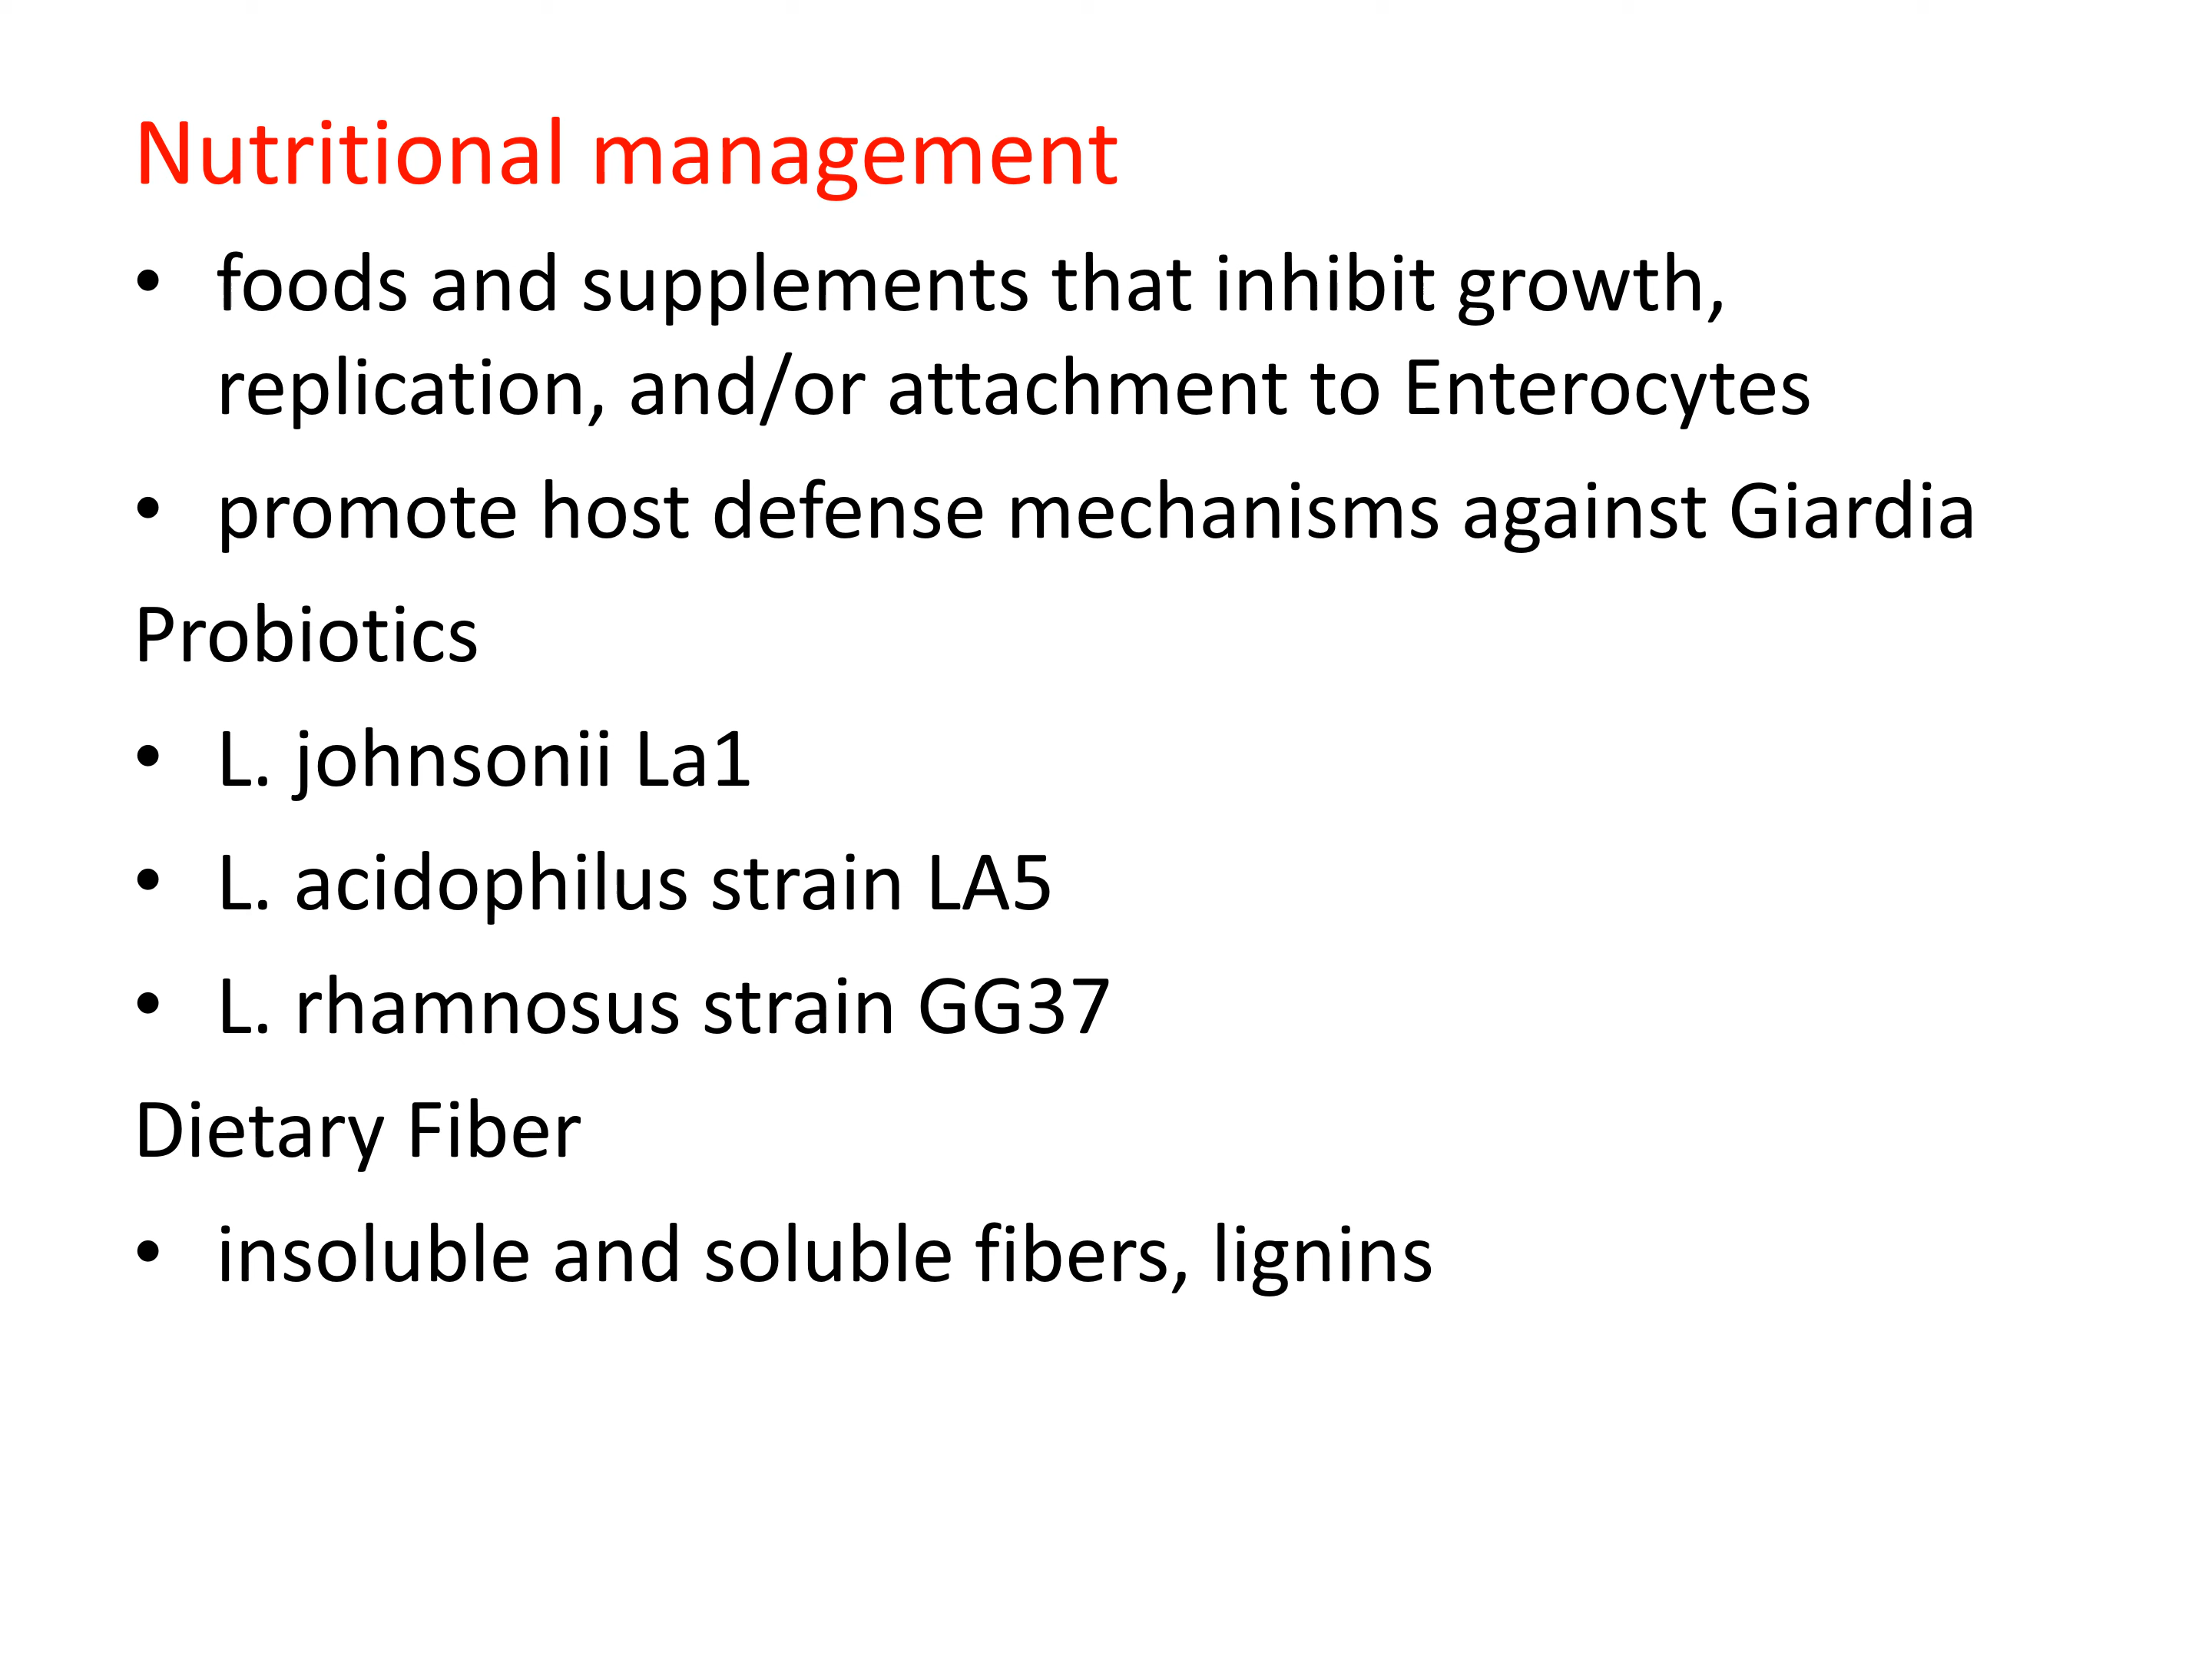 Nutritional management
• foods and supplements that inhibit growth,
replication, and/or attachment to Enterocytes
• promote host defense mechanisms against Giardia
Probiotics
• L. johnsonii La1
• L. acidophilus strain LA5
• L. rhamnosus strain GG37
Dietary Fiber
• insoluble and soluble fibers, lignins